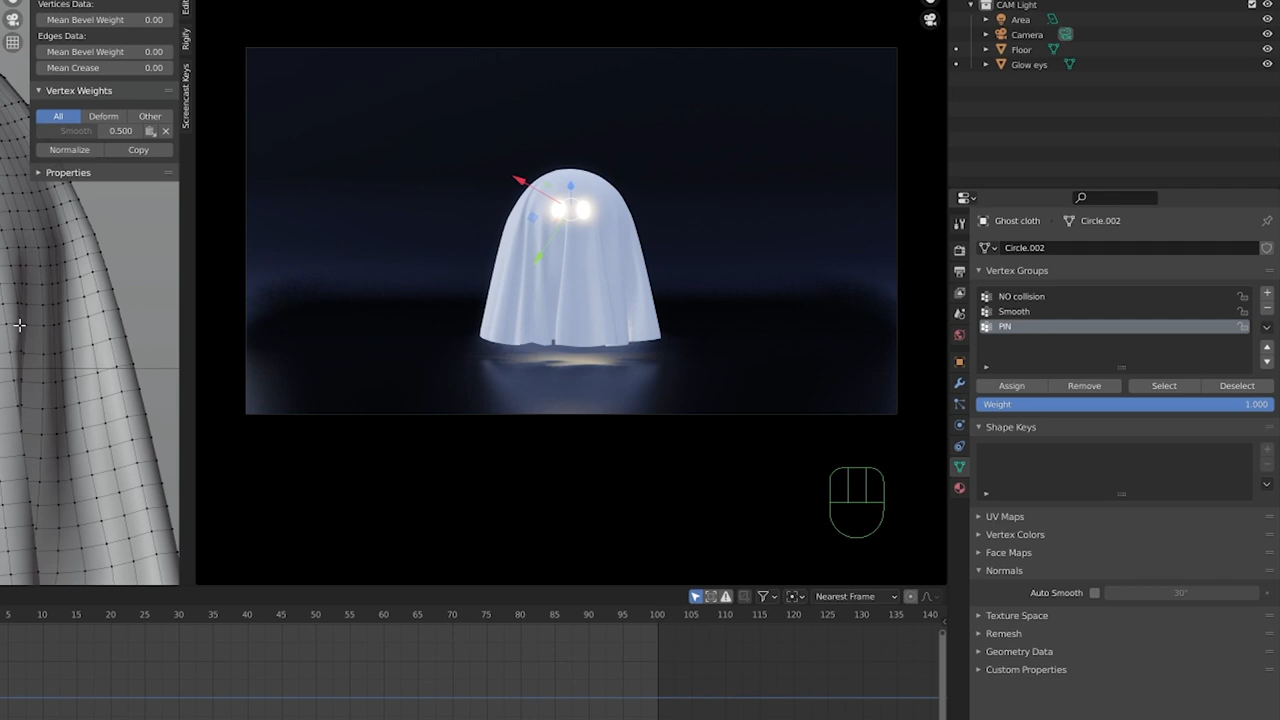 Vertices Data:
Mean Bevel Weight 0.00
Edges Data:
Mean Bevel Weight 0.00
Mean Crease 0.00
Vertex Weights
All Deform Other
Smooth 0.500
Normalize Copy
Properties
Edit
Rigify
Screencast Keys
CAM Light
Area
Camera
Floor
Glow eyes
Ghost cloth Circle.002
Circle.002
Vertex Groups
NO collision
Smooth
PIN
Assign Remove Select Deselect
Weight 1.000
Shape Keys
UV Maps
Vertex Colors
Face Maps
Normals
Auto Smooth 30°
Texture Space
Remesh
Geometry Data
Custom Properties
Nearest Frame
5 10 15 20 25 30 35 40 45 50 55 60 65 70 75 80 85 90 95 100 105 110 115 120 125 130 135 140